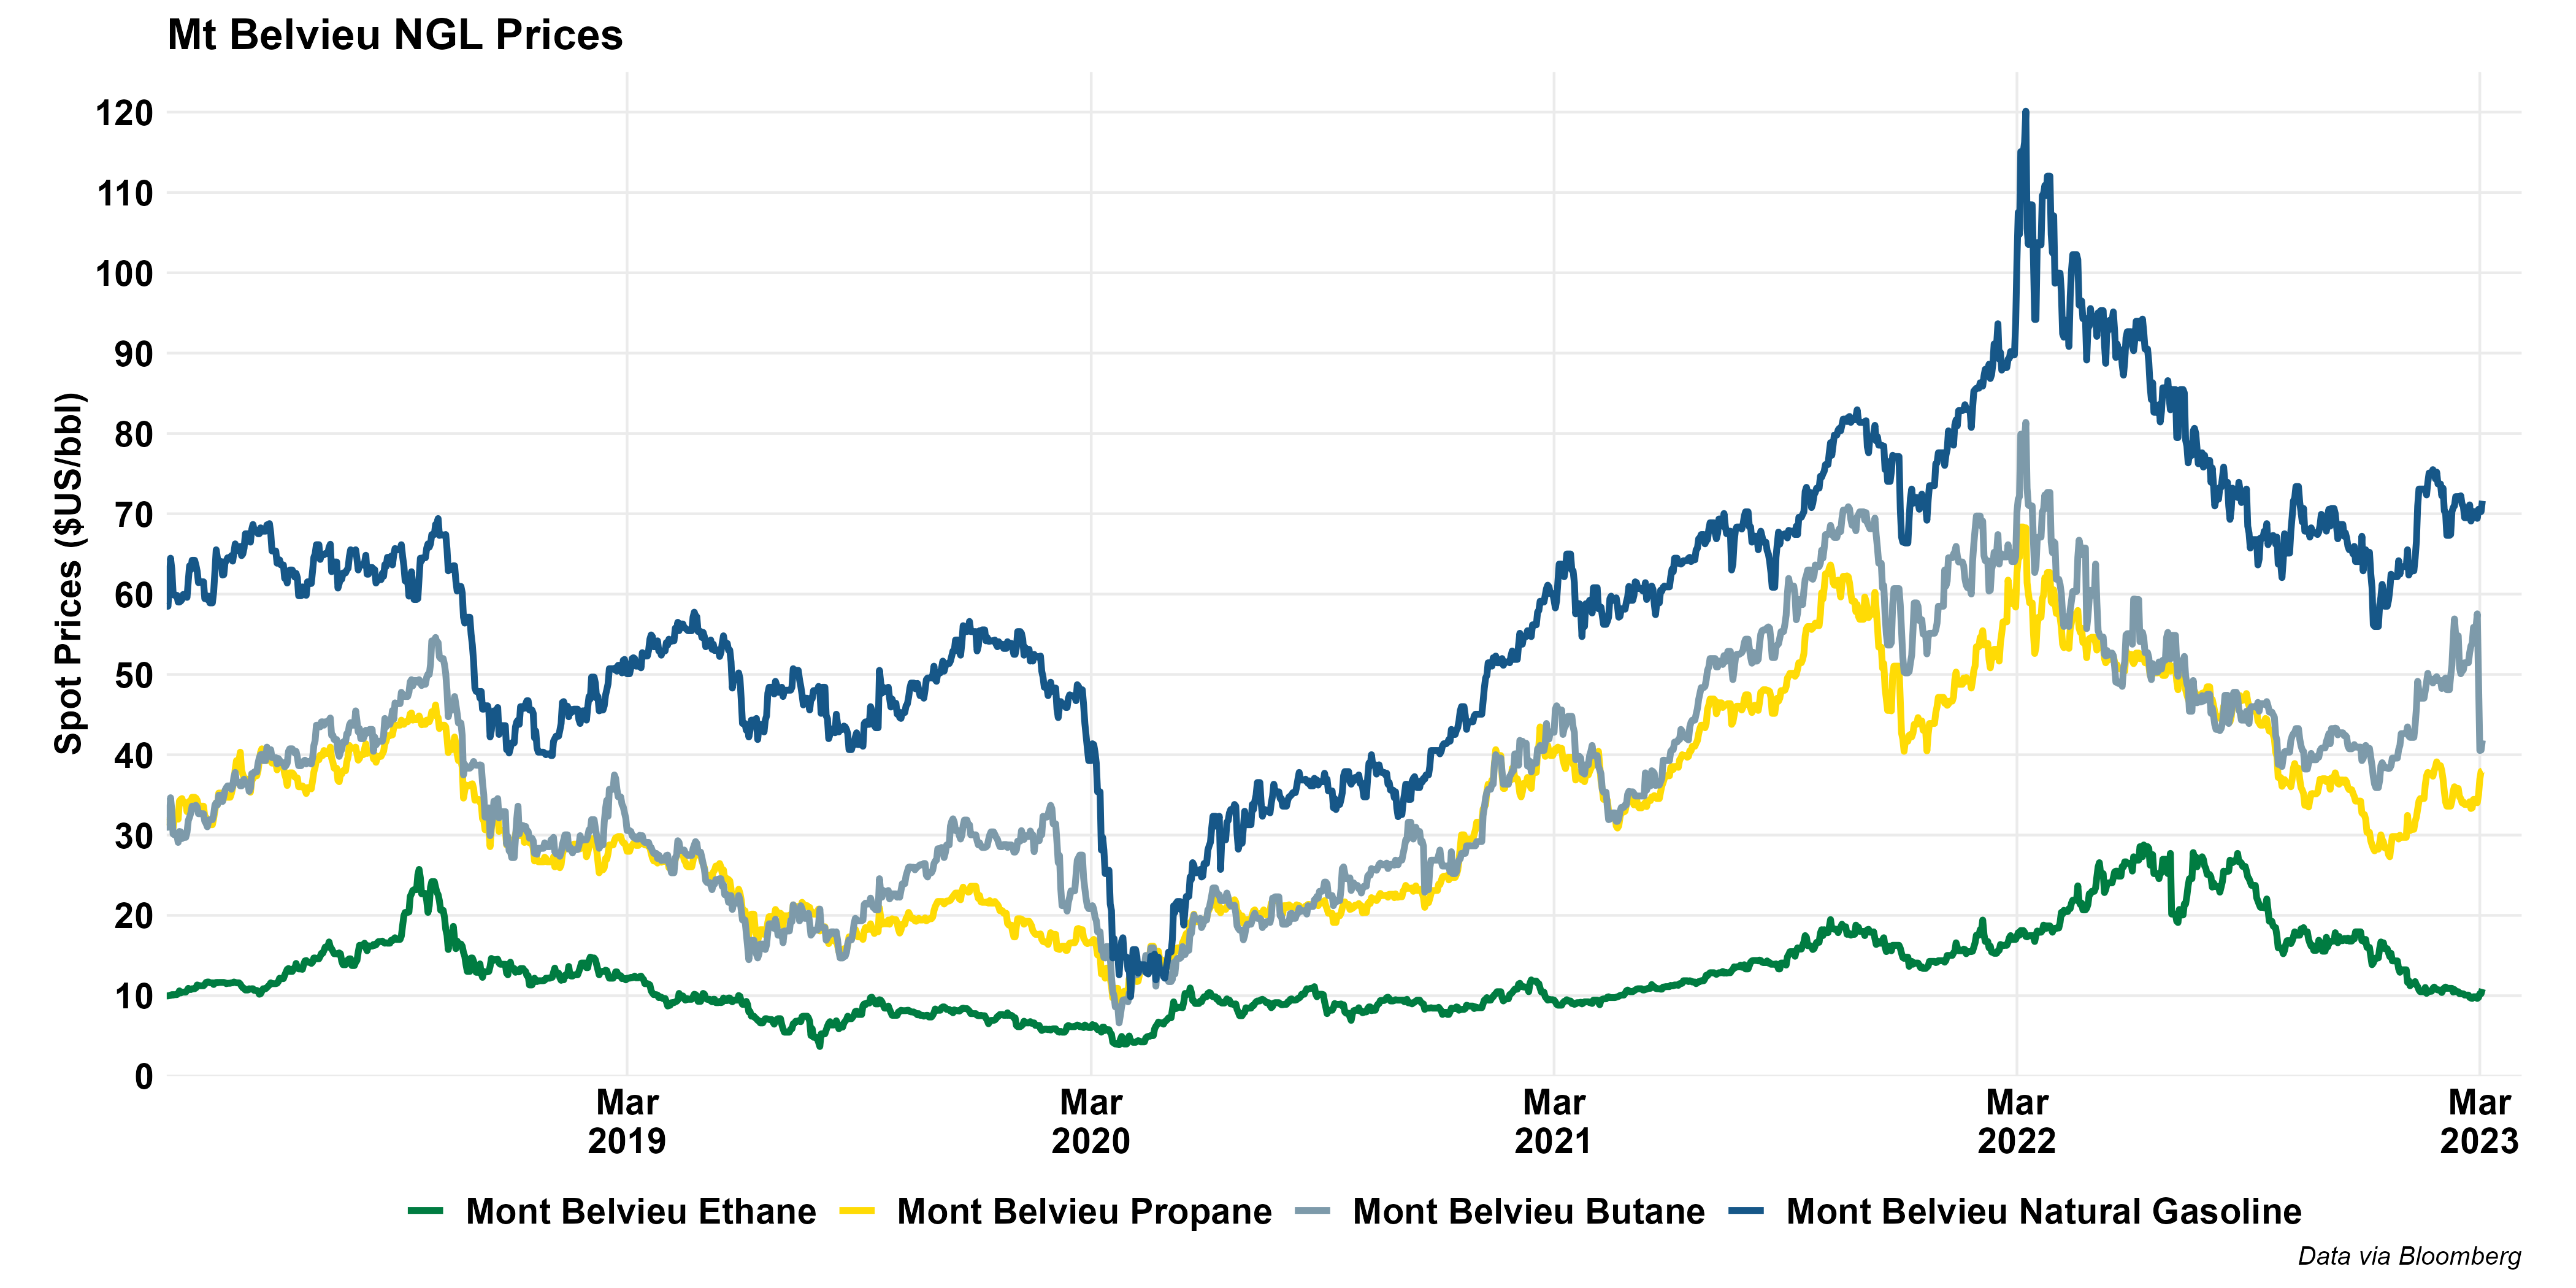 Mt Belvieu NGL Prices
Spot Prices ($US/bbl)
120
110
100
90
80
70
60
50
40
30
20
10
0
Mar Mar Mar Mar Mar
2019 2020 2021 2022 2023
Mont Belvieu Ethane Mont Belvieu Propane Mont Belvieu Butane Mont Belvieu Natural Gasoline
Data via Bloomberg